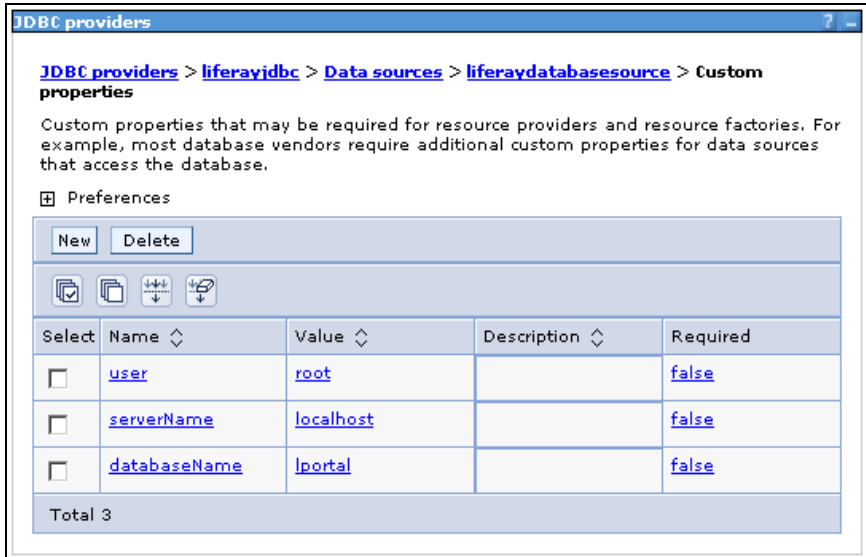 JDBC providers ? –
JDBC providers > liferayjdbc > Data sources > liferaydatabasesource > Custom
properties
Custom properties that may be required for resource providers and resource factories. For
example, most database vendors require additional custom properties for data sources
that access the database.
Preferences
New Delete
Select Name Value Description Required
user root false
serverName localhost false
databaseName lportal false
Total 3